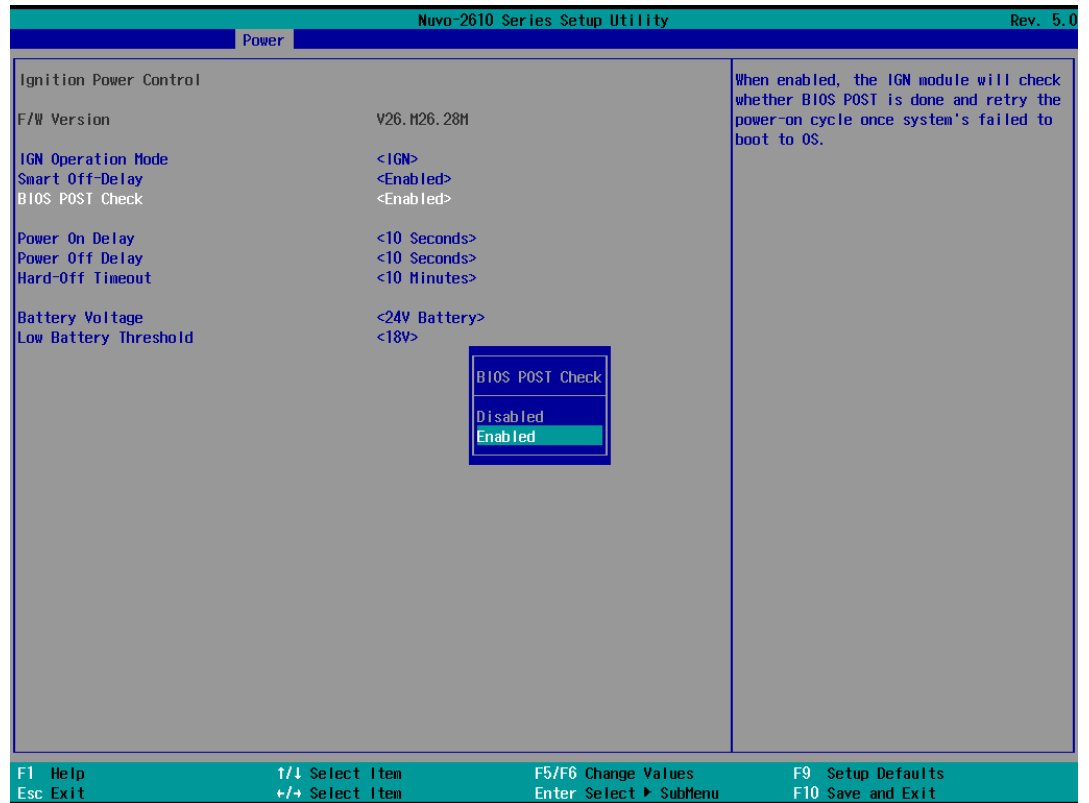 Nuvo-2610 Series Setup Utility Rev. 5.0
Power
Ignition Power Control
F/W Version V26.M26.28M
IGN Operation Mode <IGN>
Smart Off-Delay <Enabled>
BIOS POST Check <Enabled>
Power On Delay <10 Seconds>
Power Off Delay <10 Seconds>
Hard-Off Timeout <10 Minutes>
Battery Voltage <24V Battery>
Low Battery Threshold <18V>
When enabled, the IGN module will check
whether BIOS POST is done and retry the
power-on cycle once system's failed to
boot to OS.
BIOS POST Check
Disabled
Enabled
F1 Help ↑/↓ Select Item F5/F6 Change Values F9 Setup Defaults
Esc Exit ←/→ Select Item Enter Select ▶ SubMenu F10 Save and Exit